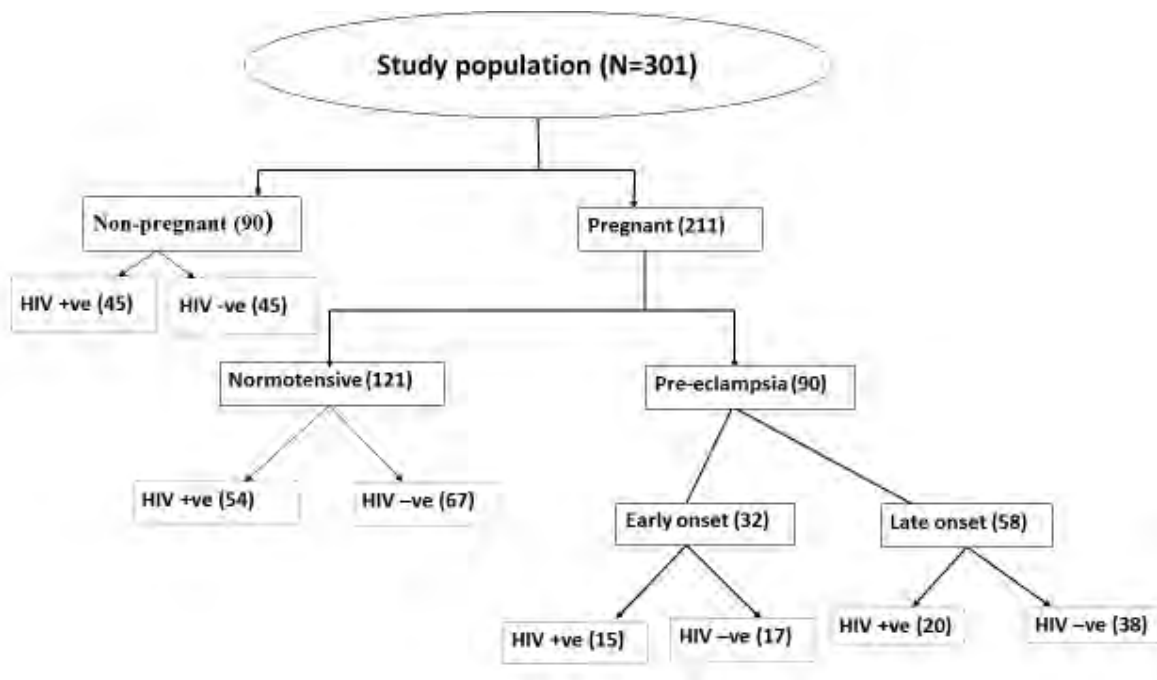 Study population (N=301)
Non-pregnant (90)
Pregnant (211)
HIV +ve (45)
HIV -ve (45)
Normotensive (121)
Pre-eclampsia (90)
HIV +ve (54)
HIV –ve (67)
Early onset (32)
Late onset (58)
HIV +ve (15)
HIV –ve (17)
HIV +ve (20)
HIV –ve (38)